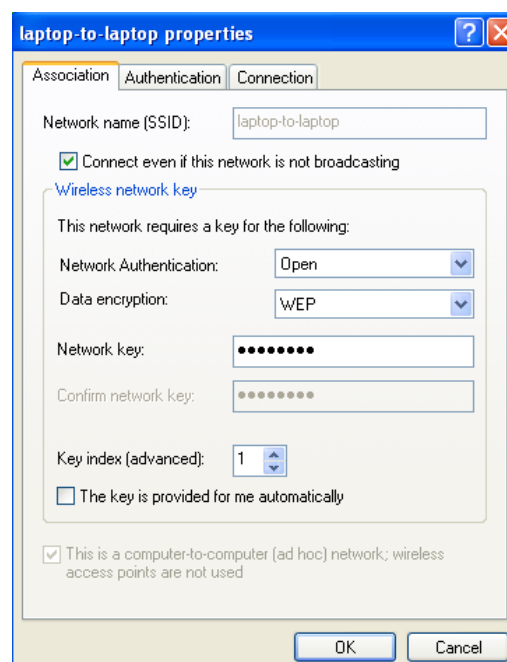 laptop-to-laptop properties
Association Authentication Connection
Network name (SSID): laptop-to-laptop
Connect even if this network is not broadcasting
Wireless network key
This network requires a key for the following:
Network Authentication: Open
Data encryption: WEP
Network key: ••••••••
Confirm network key: ••••••••
Key index (advanced): 1
The key is provided for me automatically
This is a computer-to-computer (ad hoc) network; wireless
access points are not used
OK Cancel